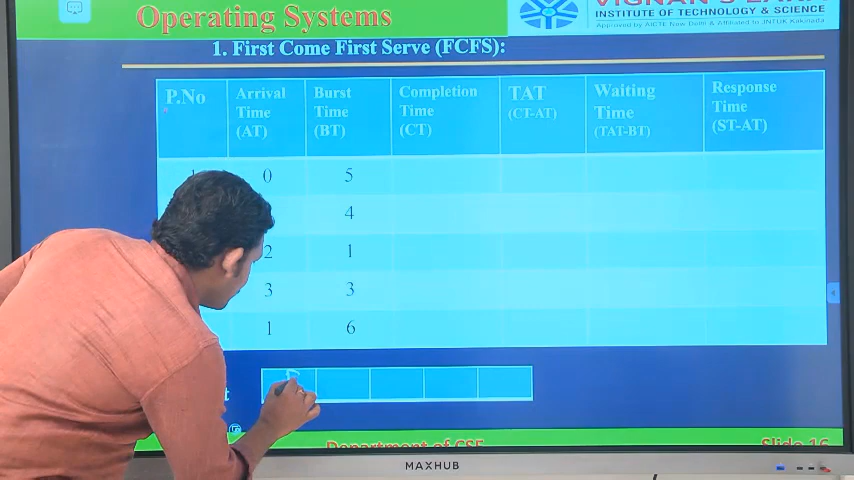 Operating Systems
INSTITUTE OF TECHNOLOGY & SCIENCE
Approved by AICTE New Delhi & Affiliated to JNTUK Kakinada
1. First Come First Serve (FCFS):
P.No Arrival Time (AT) Burst Time (BT) Completion Time (CT) TAT (CT-AT) Waiting Time (TAT-BT) Response Time (ST-AT)
0 5
4
2 1
3 3
1 6
Department of CSE Slide 16
MAXHUB